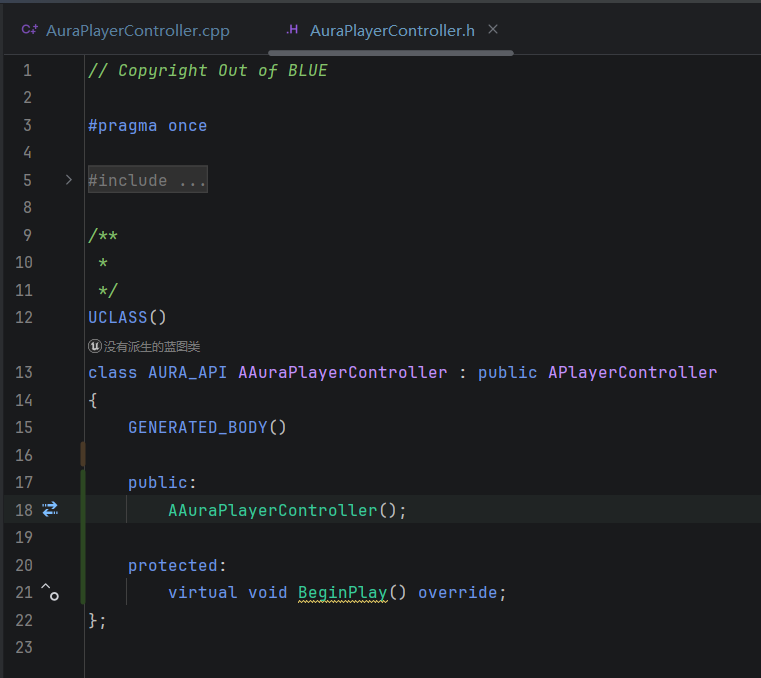 AuraPlayerController.cpp
.H AuraPlayerController.h
1 // Copyright Out of BLUE
2
3 #pragma once
4
5 #include ...
8
9 /**
10 *
11 */
12 UCLASS()
没有派生的蓝图类
13 class AURA_API AAuraPlayerController : public APlayerController
14 {
15 GENERATED_BODY()
16
17 public:
18 AAuraPlayerController();
19
20 protected:
21 virtual void BeginPlay() override;
22 };
23